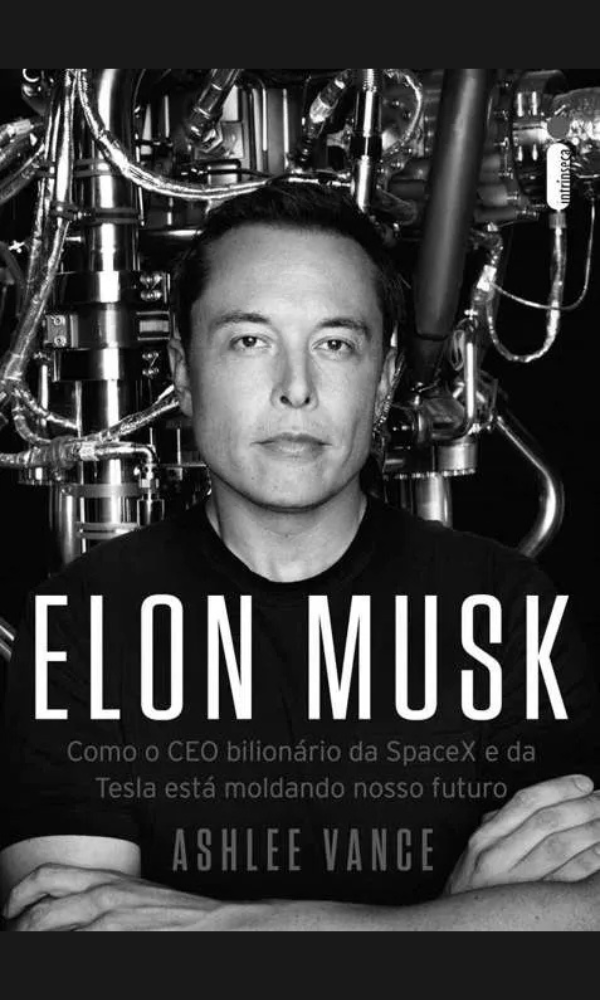 intrínseca
ELON MUSK
Como o CEO bilionário da SpaceX e da
Tesla está moldando nosso futuro
ASHLEE VANCE